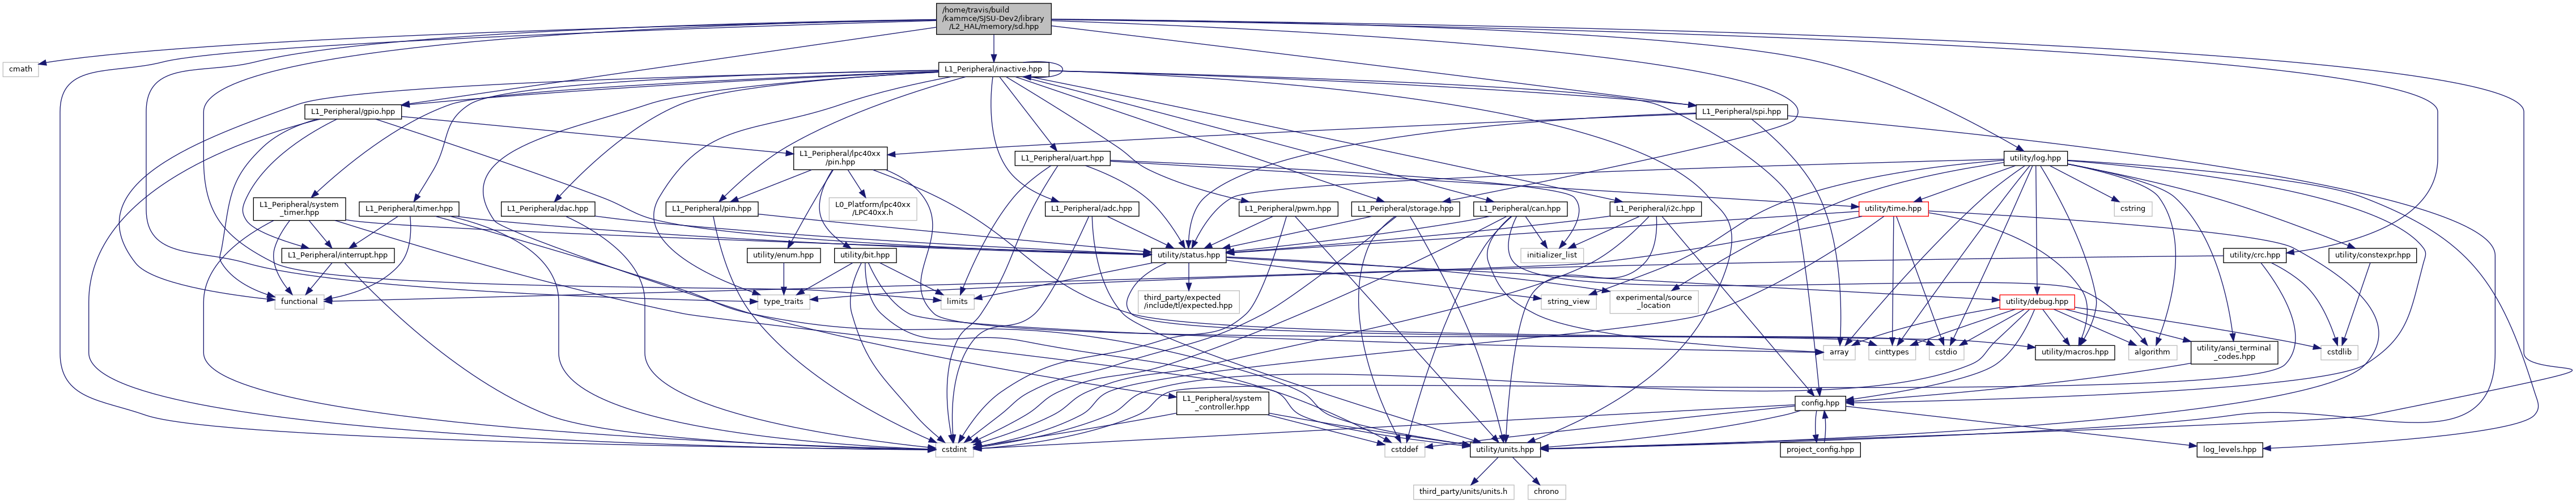 /home/travis/build
/kammce/SJSU-Dev2/library
/L2_HAL/memory/sd.hpp
cmath
L1_Peripheral/inactive.hpp
L1_Peripheral/gpio.hpp
L1_Peripheral/spi.hpp
L1_Peripheral/lpc40xx
/pin.hpp
L1_Peripheral/uart.hpp
utility/log.hpp
L1_Peripheral/system
_timer.hpp
L1_Peripheral/timer.hpp
L1_Peripheral/dac.hpp
L1_Peripheral/pin.hpp
L0_Platform/lpc40xx
/LPC40xx.h
L1_Peripheral/adc.hpp
L1_Peripheral/pwm.hpp
L1_Peripheral/storage.hpp
L1_Peripheral/can.hpp
L1_Peripheral/i2c.hpp
utility/time.hpp
cstring
L1_Peripheral/interrupt.hpp
utility/enum.hpp
utility/bit.hpp
utility/status.hpp
initializer_list
utility/crc.hpp
utility/constexpr.hpp
functional
type_traits
limits
third_party/expected
/include/tl/expected.hpp
string_view
experimental/source
_location
utility/debug.hpp
array
cinttypes
cstdio
utility/macros.hpp
algorithm
utility/ansi_terminal
_codes.hpp
cstdlib
L1_Peripheral/system
_controller.hpp
config.hpp
cstdint
cstddef
utility/units.hpp
project_config.hpp
log_levels.hpp
third_party/units/units.h
chrono